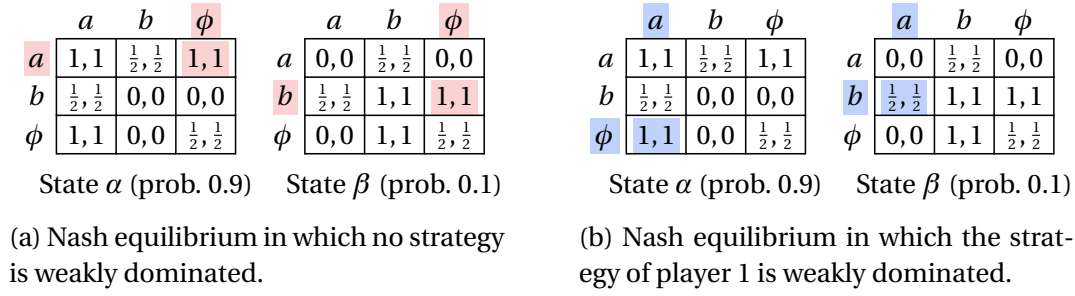 a b ϕ a b ϕ a b ϕ a b ϕ
a 1, 1 ½, ½ 1, 1 a 0, 0 ½, ½ 0, 0 a 1, 1 ½, ½ 1, 1 a 0, 0 ½, ½ 0, 0
b ½, ½ 0, 0 0, 0 b ½, ½ 1, 1 1, 1 b ½, ½ 0, 0 0, 0 b ½, ½ 1, 1 1, 1
ϕ 1, 1 0, 0 ½, ½ ϕ 0, 0 1, 1 ½, ½ ϕ 1, 1 0, 0 ½, ½ ϕ 0, 0 1, 1 ½, ½
State α (prob. 0.9) State β (prob. 0.1) State α (prob. 0.9) State β (prob. 0.1)
(a) Nash equilibrium in which no strategy
is weakly dominated.
(b) Nash equilibrium in which the strat-
egy of player 1 is weakly dominated.